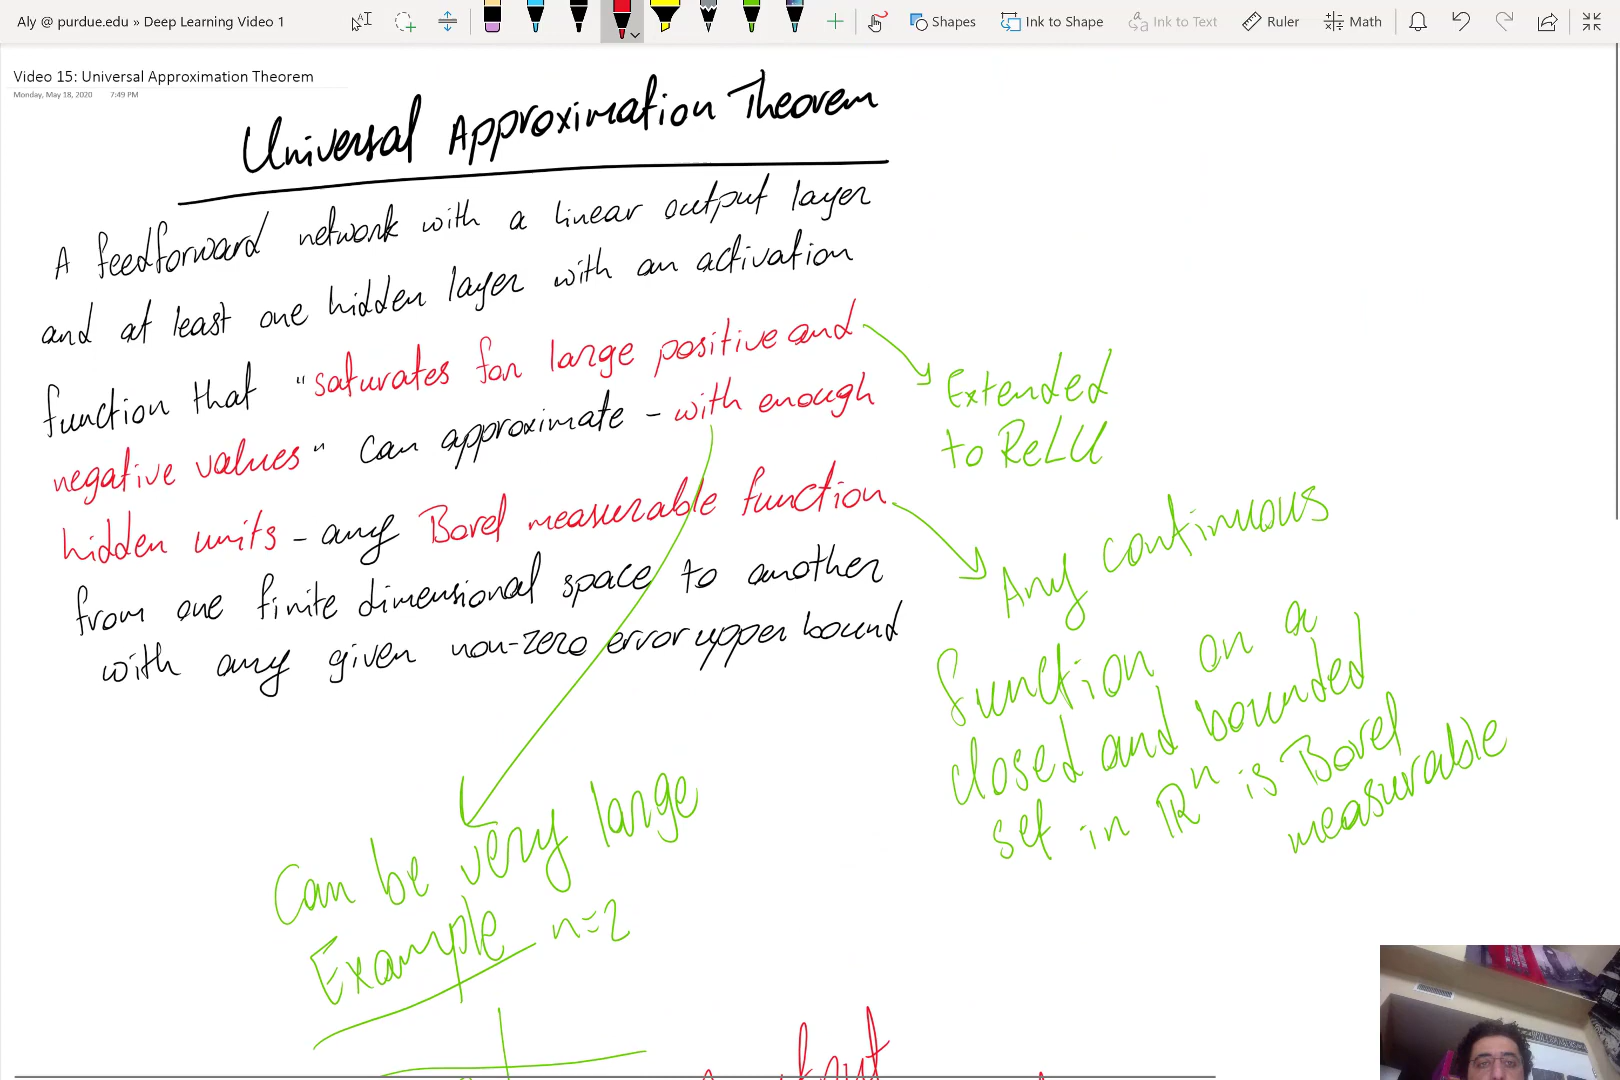 Aly @ purdue.edu » Deep Learning Video 1
Shapes
Ink to Shape
Ink to Text
Ruler
Math
Video 15: Universal Approximation Theorem
Monday, May 18, 2020 7:49 PM
Universal Approximation Theorem
A feedforward network with a linear output layer
and at least one hidden layer with an activation
function that "saturates for large positive and
negative values" can approximate - with enough
hidden units - any Borel measurable function
from one finite dimensional space to another
with any given non-zero error upper bound
Extended
to ReLU
Any continuous
function on a
closed and bounded
set in ℝⁿ is Borel
measurable
Can be very large
Example n=2